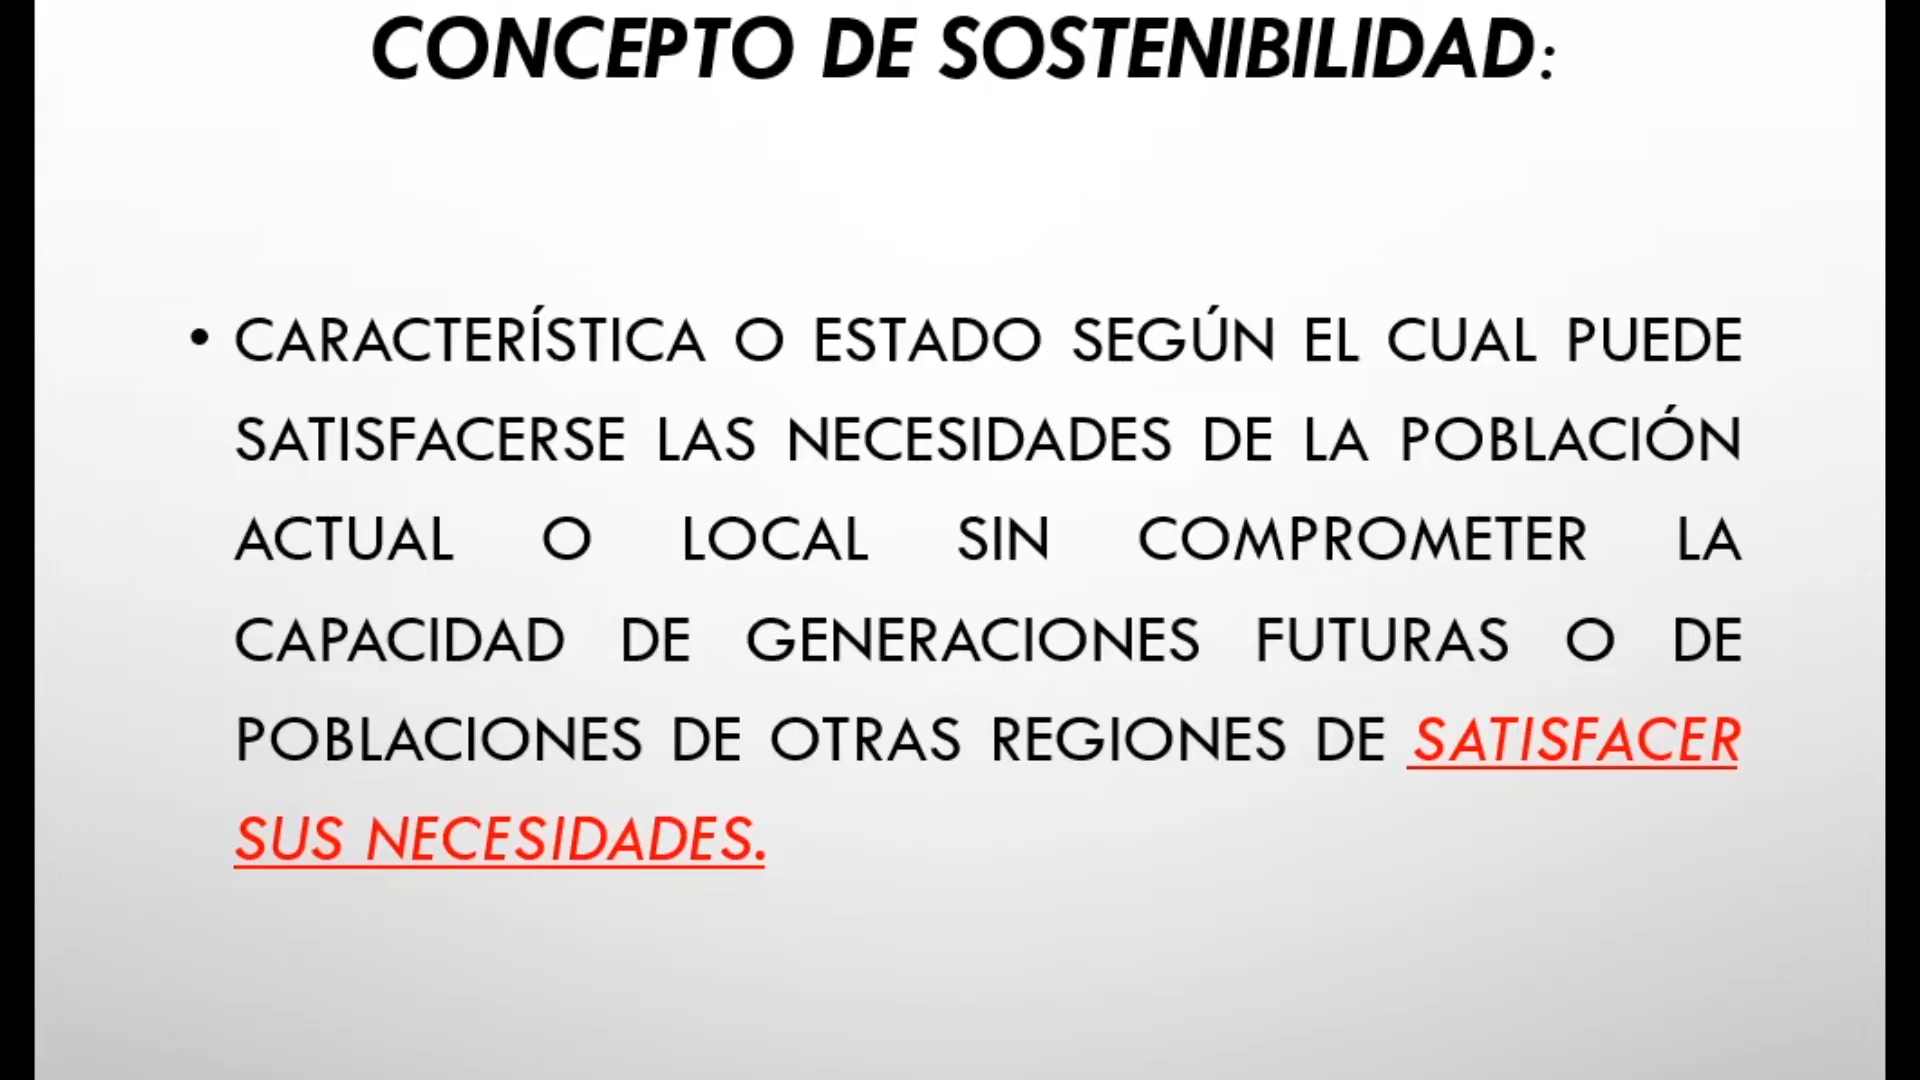 CONCEPTO DE SOSTENIBILIDAD:
• CARACTERÍSTICA O ESTADO SEGÚN EL CUAL PUEDE
SATISFACERSE LAS NECESIDADES DE LA POBLACIÓN
ACTUAL O LOCAL SIN COMPROMETER LA
CAPACIDAD DE GENERACIONES FUTURAS O DE
POBLACIONES DE OTRAS REGIONES DE SATISFACER
SUS NECESIDADES.